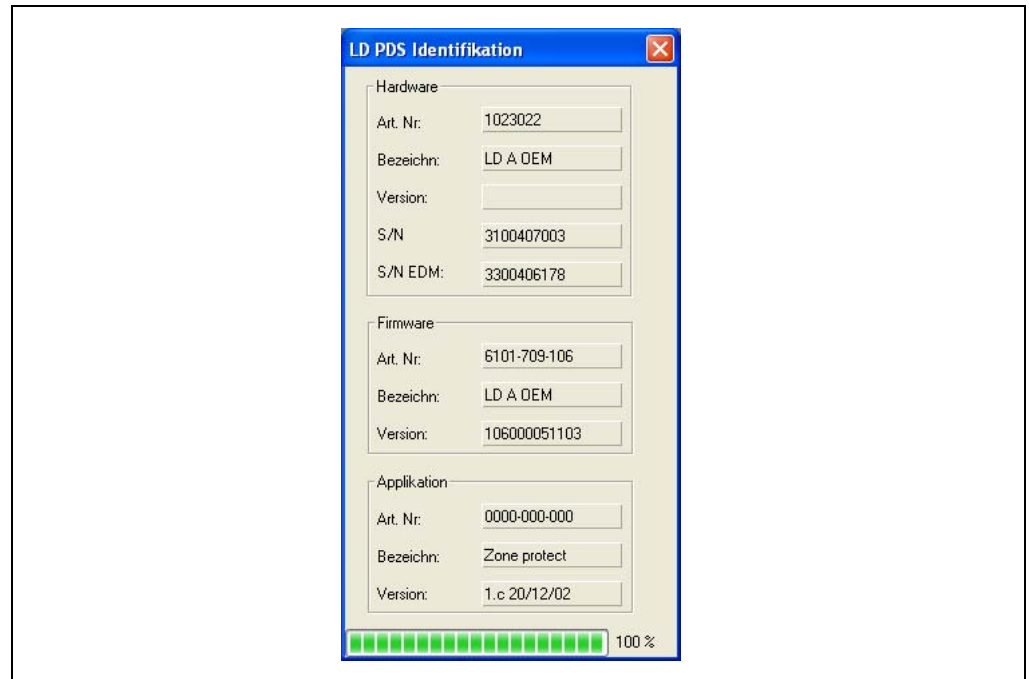 LD PDS Identifikation
Hardware
Art. Nr: 1023022
Bezeichn: LD A OEM
Version:
S/N 3100407003
S/N EDM: 3300406178
Firmware
Art. Nr: 6101-709-106
Bezeichn: LD A OEM
Version: 106000051103
Applikation
Art. Nr: 0000-000-000
Bezeichn: Zone protect
Version: 1.c 20/12/02
100 %